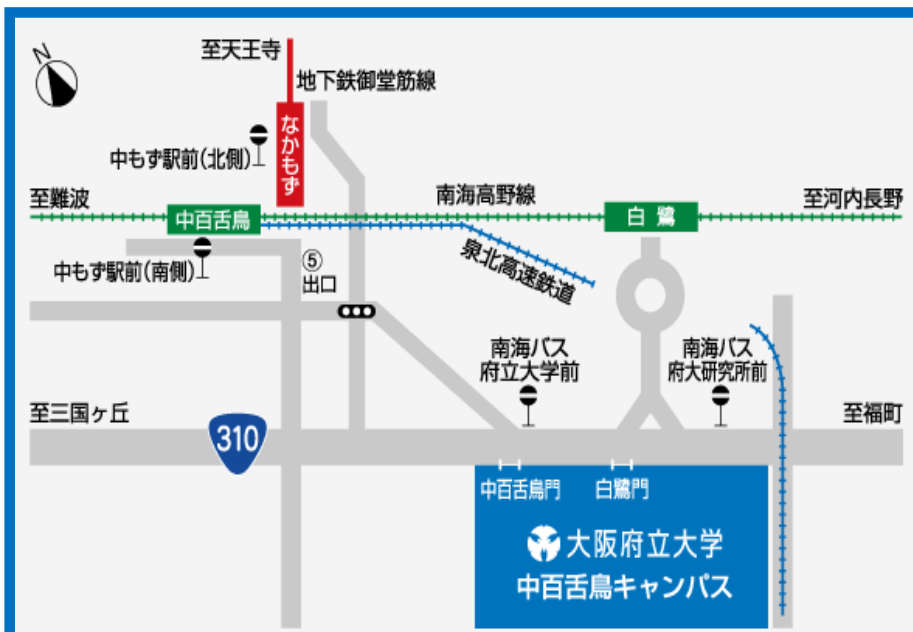 N
至天王寺
地下鉄御堂筋線
なかもず
中もず駅前(北側)
至難波
南海高野線
至河内長野
中百舌鳥
白鷺
泉北高速鉄道
中もず駅前(南側)
⑤
出口
南海バス
府立大学前
南海バス
府大研究所前
至三国ヶ丘
310
至福町
中百舌鳥門
白鷺門
大阪府立大学
中百舌鳥キャンパス